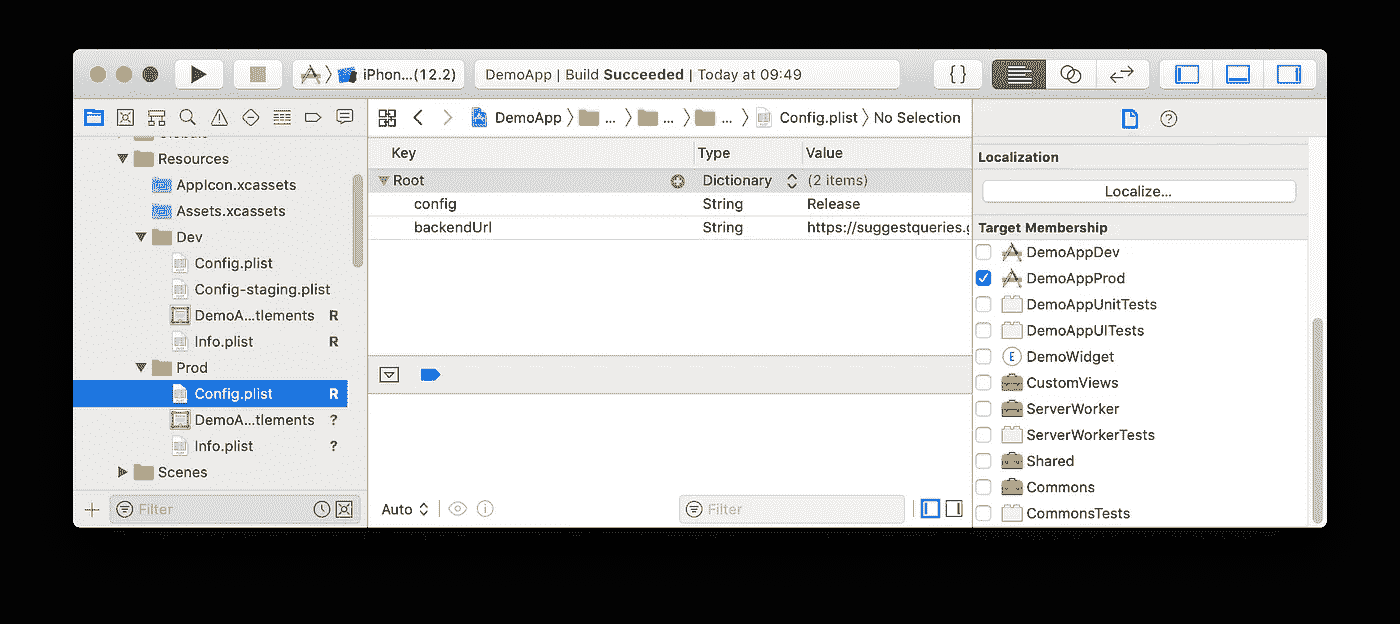 iPhon...(12.2)
DemoApp | Build Succeeded | Today at 09:49
{}
DemoApp
...
...
...
Config.plist
No Selection
Resources
AppIcon.xcassets
Assets.xcassets
Dev
Config.plist
Config-staging.plist
DemoA...tlements R
Info.plist R
Prod
Config.plist R
DemoA...tlements ?
Info.plist ?
Scenes
Filter
Key Type Value
Root Dictionary (2 items)
config String Release
backendUrl String https://suggestqueries.g
Auto
Filter
Localization
Localize...
Target Membership
DemoAppDev
DemoAppProd
DemoAppUnitTests
DemoAppUITests
E DemoWidget
CustomViews
ServerWorker
ServerWorkerTests
Shared
Commons
CommonsTests